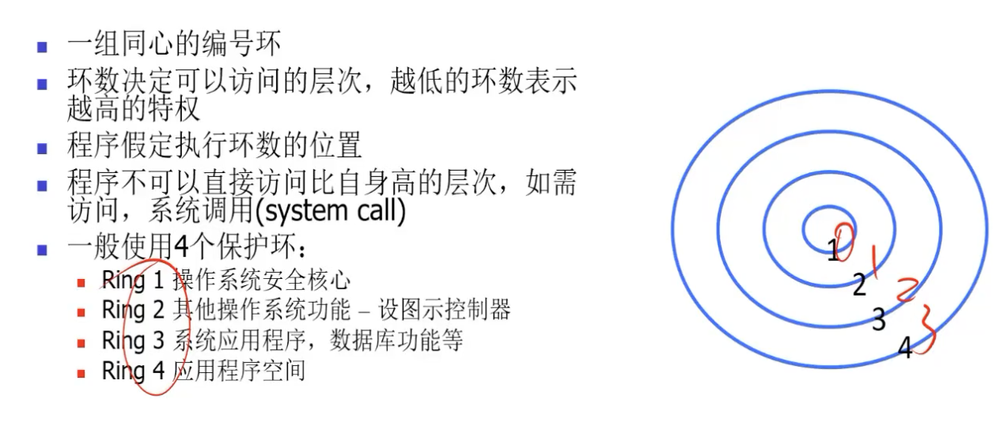 一组同心的编号环
环数决定可以访问的层次，越低的环数表示
越高的特权
程序假定执行环数的位置
程序不可以直接访问比自身高的层次，如需
访问，系统调用(system call)
一般使用4个保护环：
Ring 1 操作系统安全核心
Ring 2 其他操作系统功能 – 设图示控制器
Ring 3 系统应用程序，数据库功能等
Ring 4 应用程序空间
1 0
2 1
3 2
4 3